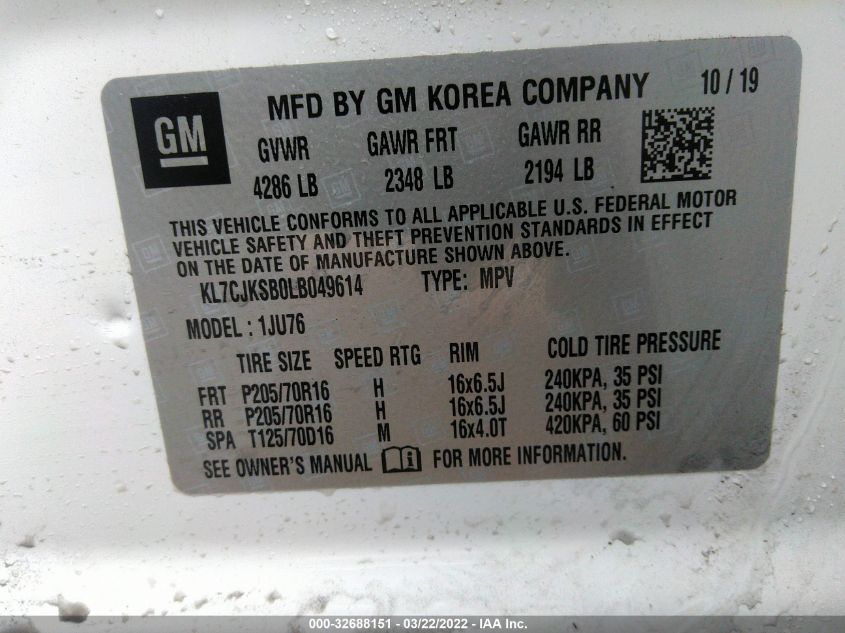 MFD BY GM KOREA COMPANY 10 / 19
GM
GVWR GAWR FRT GAWR RR
4286 LB 2348 LB 2194 LB
THIS VEHICLE CONFORMS TO ALL APPLICABLE U.S. FEDERAL MOTOR
VEHICLE SAFETY AND THEFT PREVENTION STANDARDS IN EFFECT
ON THE DATE OF MANUFACTURE SHOWN ABOVE.
KL7CJKSB0LB049614 TYPE: MPV
MODEL : 1JU76
TIRE SIZE SPEED RTG RIM COLD TIRE PRESSURE
FRT P205/70R16 H 16x6.5J 240KPA, 35 PSI
RR P205/70R16 H 16x6.5J 240KPA, 35 PSI
SPA T125/70D16 M 16x4.0T 420KPA, 60 PSI
SEE OWNER'S MANUAL FOR MORE INFORMATION.
000-32688151 - 03/22/2022 - IAA Inc.